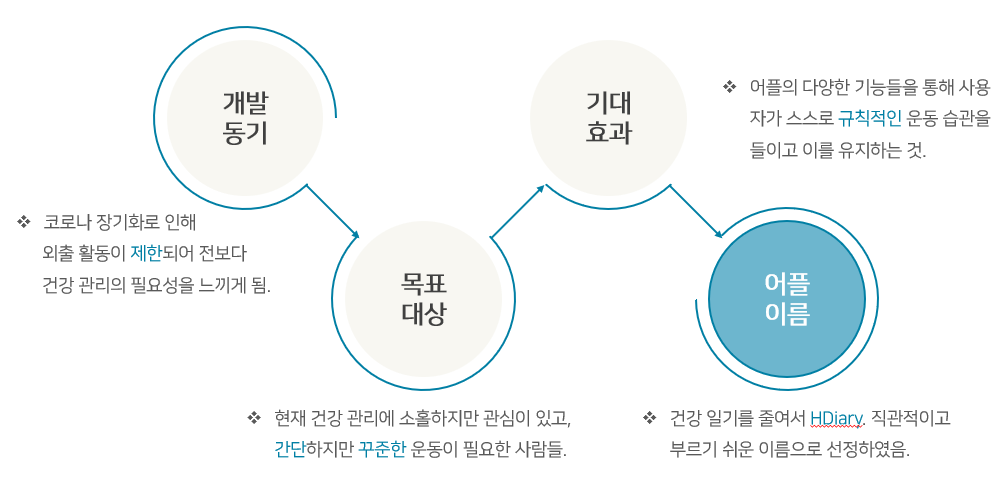 개발
동기
❖ 코로나 장기화로 인해
외출 활동이 제한되어 전보다
건강 관리의 필요성을 느끼게 됨.
목표
대상
❖ 현재 건강 관리에 소홀하지만 관심이 있고,
간단하지만 꾸준한 운동이 필요한 사람들.
기대
효과
❖ 어플의 다양한 기능들을 통해 사용
자가 스스로 규칙적인 운동 습관을
들이고 이를 유지하는 것.
어플
이름
❖ 건강 일기를 줄여서 HDiary. 직관적이고
부르기 쉬운 이름으로 선정하였음.